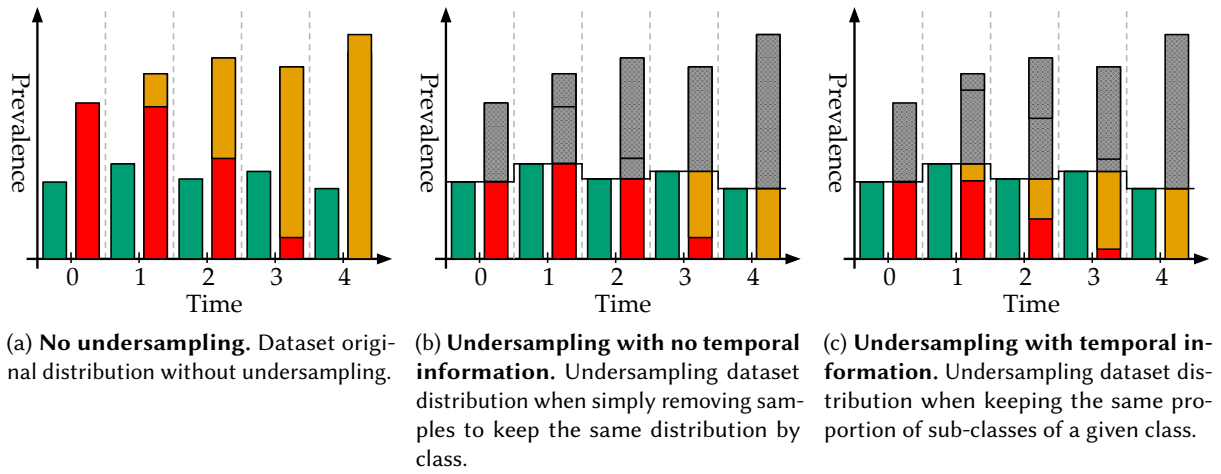 Prevalence
0 1 2 3 4
Time
(a) No undersampling. Dataset origi-
nal distribution without undersampling.
Prevalence
0 1 2 3 4
Time
(b) Undersampling with no temporal
information. Undersampling dataset
distribution when simply removing sam-
ples to keep the same distribution by
class.
Prevalence
0 1 2 3 4
Time
(c) Undersampling with temporal in-
formation. Undersampling dataset dis-
tribution when keeping the same pro-
portion of sub-classes of a given class.